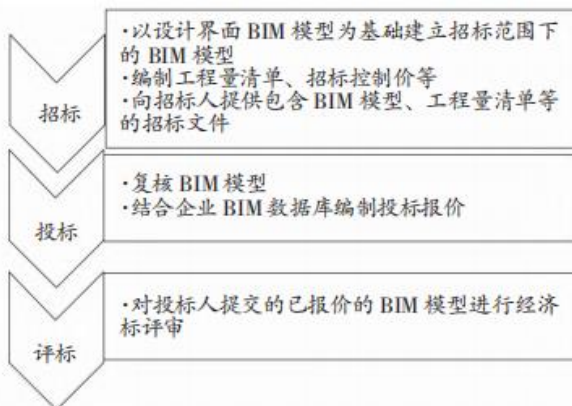 招标
·以设计界面 BIM 模型为基础建立招标范围下
的 BIM 模型
·编制工程量清单、招标控制价等
·向招标人提供包含 BIM 模型、工程量清单等
的招标文件
投标
·复核 BIM 模型
·结合企业 BIM 数据库编制投标报价
评标
·对投标人提交的已报价的 BIM 模型进行经济
标评审